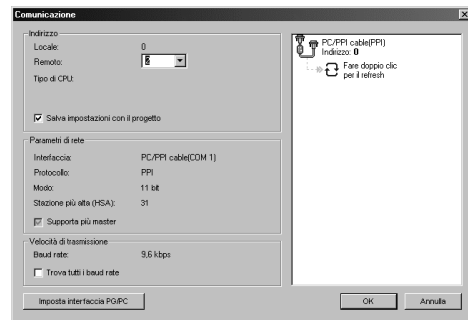 Comunicazione
Indirizzo
Locale: 0
Remoto: 2
Tipo di CPU:
Salva impostazioni con il progetto
Parametri di rete
Interfaccia: PC/PPI cable(COM 1)
Protocollo: PPI
Modo: 11 bit
Stazione più alta (HSA): 31
Supporta più master
Velocità di trasmissione
Baud rate: 9,6 kbps
Trova tutti i baud rate
Imposta interfaccia PG/PC
PC/PPI cable(PPI)
Indirizzo: 0
Fare doppio clic
per il refresh
OK
Annulla